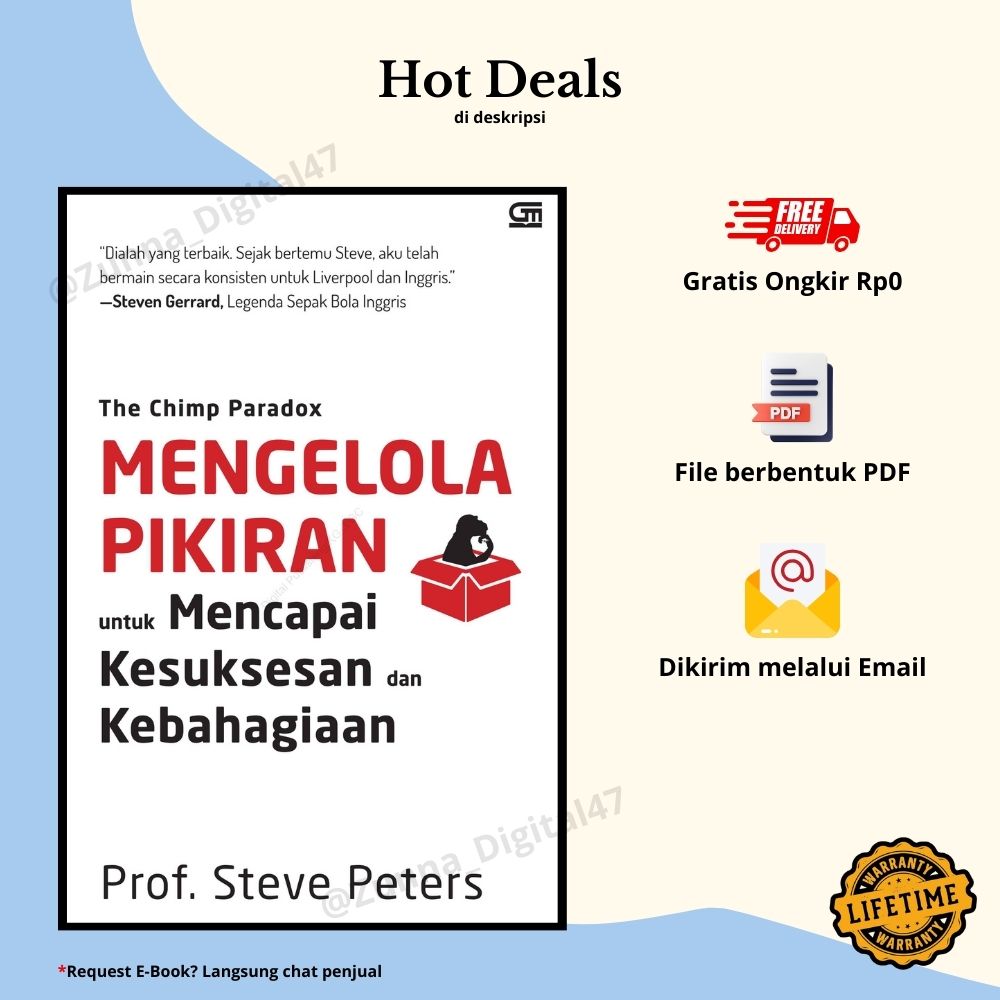 Hot Deals
di deskripsi
@Zumna_Digital47
GM
"Dialah yang terbaik. Sejak bertemu Steve, aku telah
bermain secara konsisten untuk Liverpool dan Inggris."
—Steven Gerrard, Legenda Sepak Bola Inggris
The Chimp Paradox
MENGELOLA
PIKIRAN
untuk Mencapai
Kesuksesan dan
Kebahagiaan
Prof. Steve Peters
@Zumna_Digital47
FREE
DELIVERY
Gratis Ongkir Rp0
PDF
File berbentuk PDF
@
Dikirim melalui Email
WARRANTY
LIFETIME
WARRANTY
*Request E-Book? Langsung chat penjual